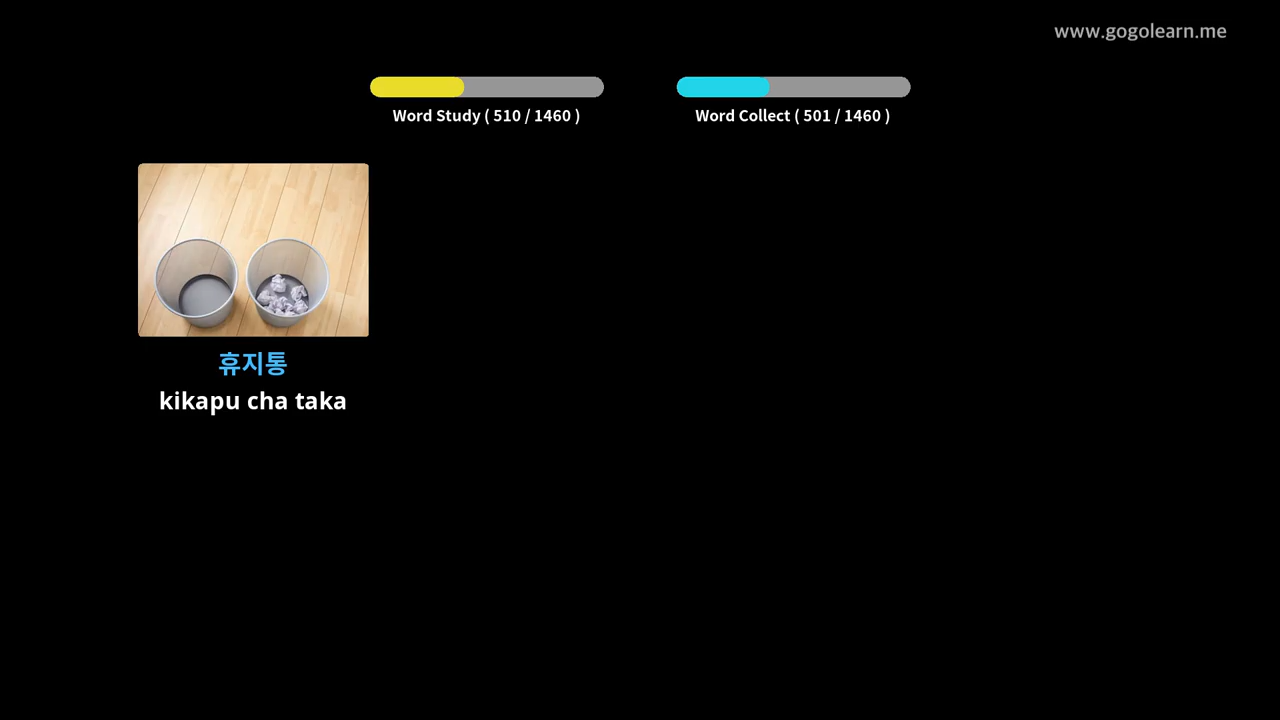 www.gogolearn.me
Word Study ( 510 / 1460 )
Word Collect ( 501 / 1460 )
휴지통
kikapu cha taka